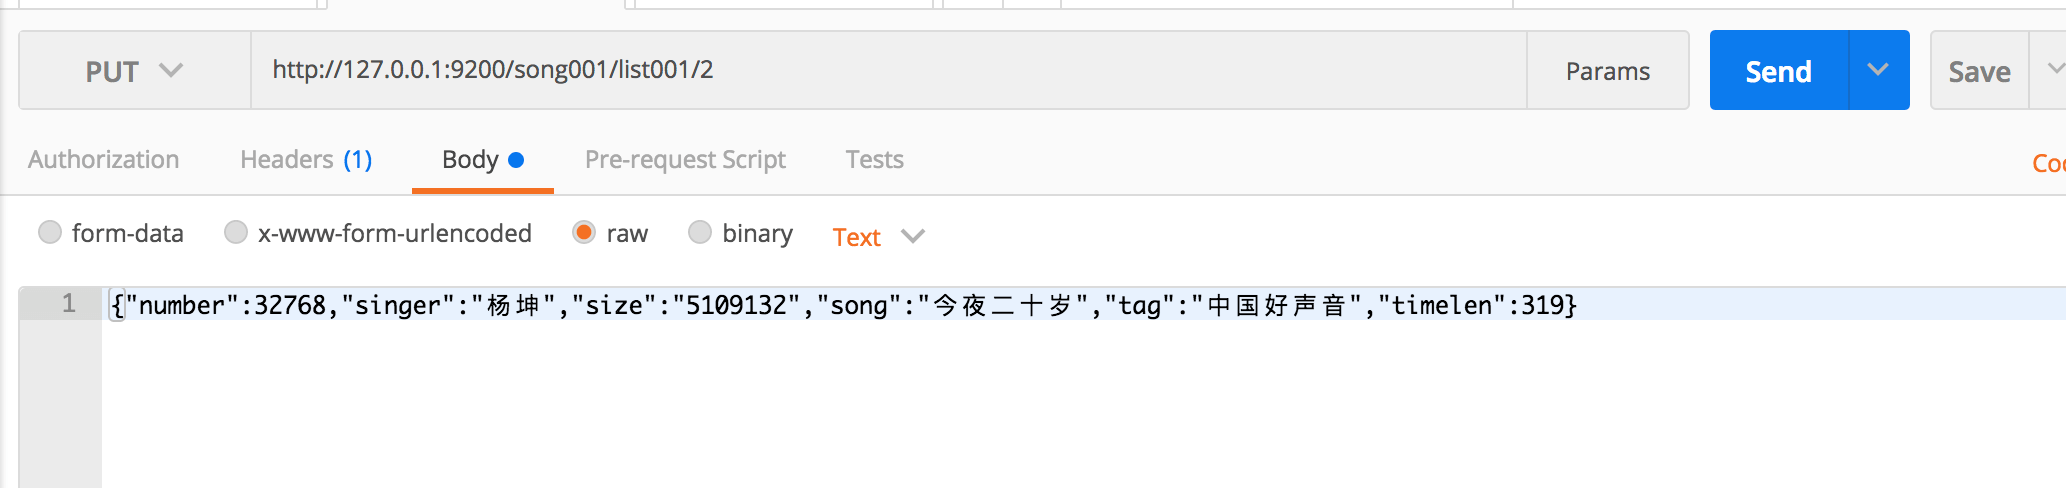 PUT http://127.0.0.1:9200/song001/list001/2 Params Send Save
Authorization Headers (1) Body Pre-request Script Tests
form-data x-www-form-urlencoded raw binary Text
1 {"number":32768,"singer":"杨坤","size":"5109132","song":"今夜二十岁","tag":"中国好声音","timelen":319}